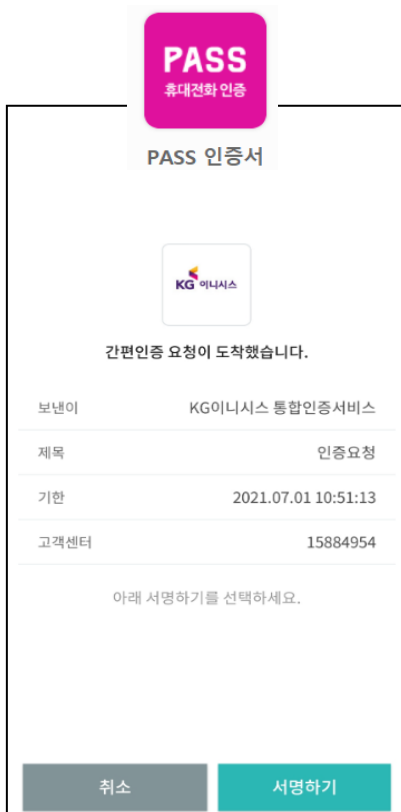 PASS
휴대전화 인증
PASS 인증서
KG 이니시스
간편인증 요청이 도착했습니다.
보낸이 KG이니시스 통합인증서비스
제목 인증요청
기한 2021.07.01 10:51:13
고객센터 15884954
아래 서명하기를 선택하세요.
취소 서명하기